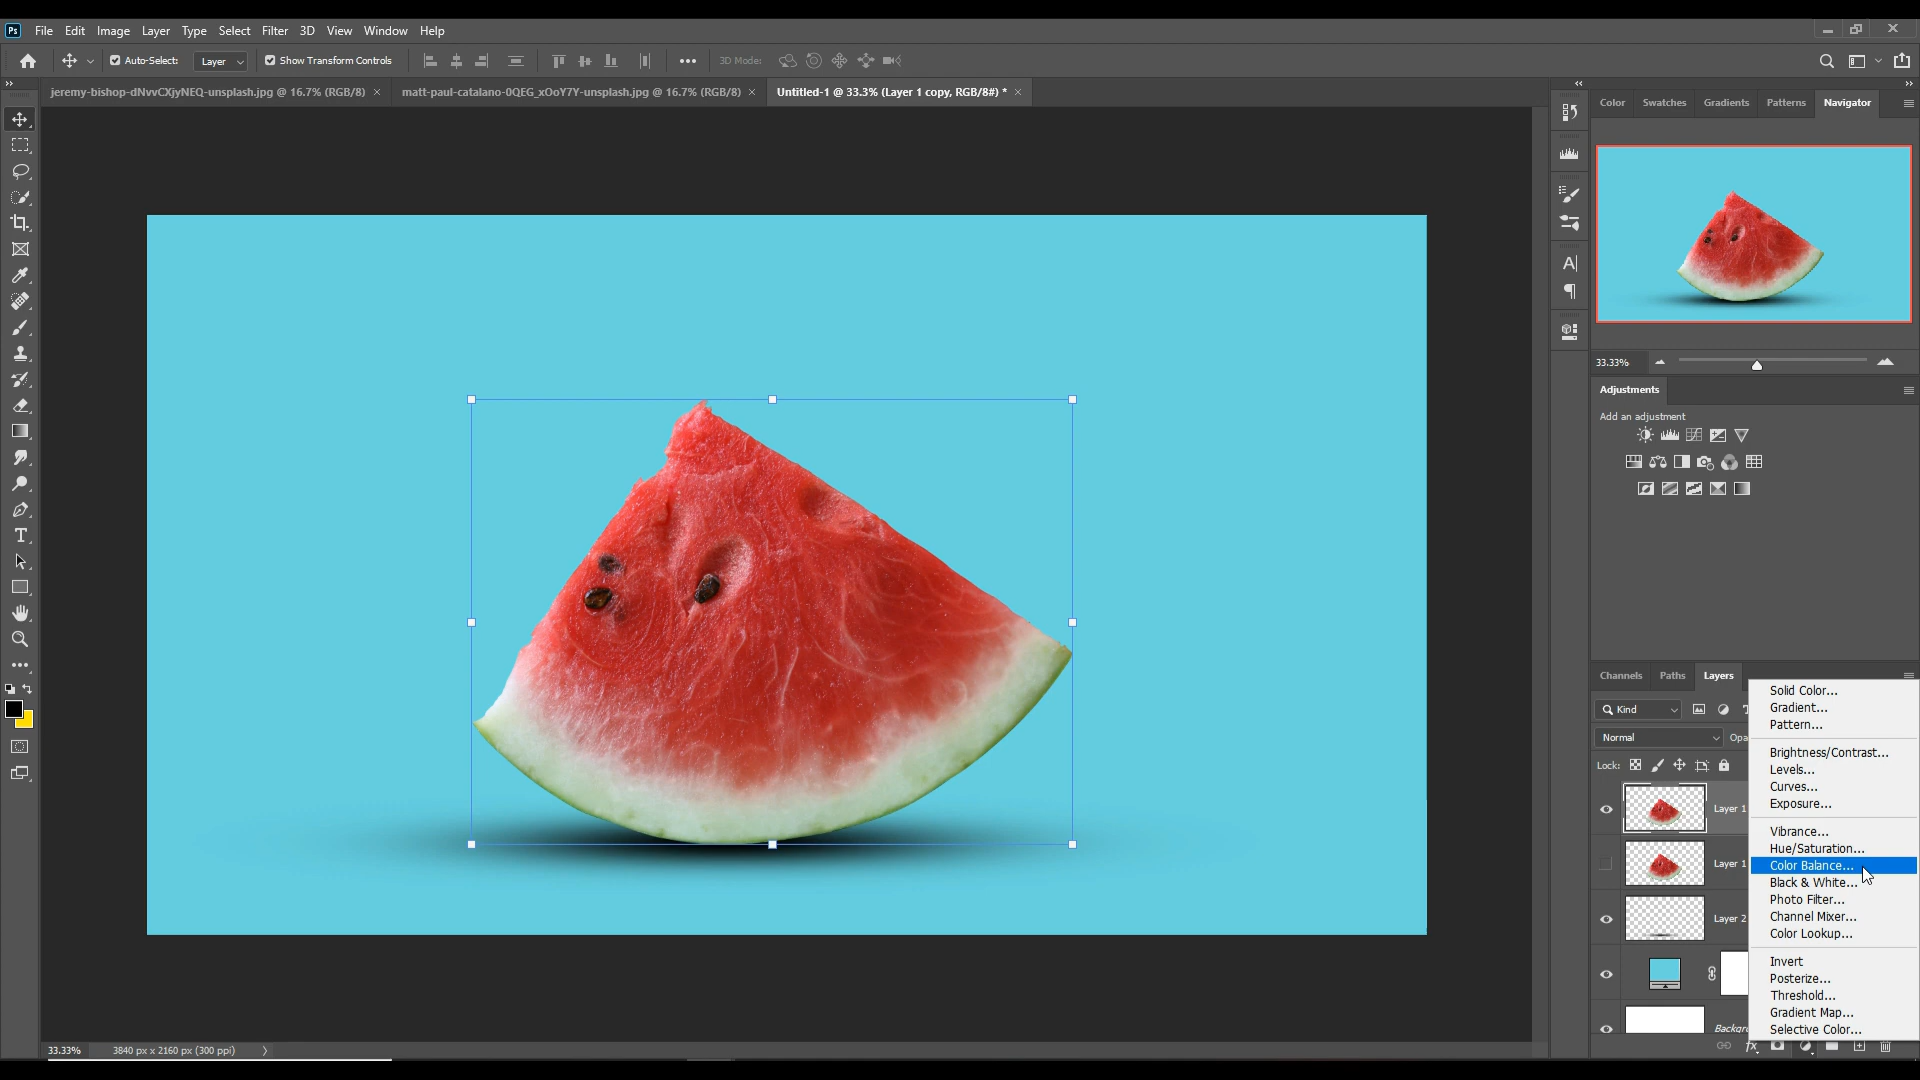 Ps File Edit Image Layer Type Select Filter 3D View Window Help
Auto-Select: Layer Show Transform Controls 3D Mode:
jeremy-bishop-dNvvCXjyNEQ-unsplash.jpg @ 16.7% (RGB/8) ×
matt-paul-catalano-0QEG_xOoY7Y-unsplash.jpg @ 16.7% (RGB/8) ×
Untitled-1 @ 33.3% (Layer 1 copy, RGB/8#) * ×
Color Swatches Gradients Patterns Navigator
33.33%
Adjustments
Add an adjustment
Channels Paths Layers
Kind
Normal Opa
Lock:
Layer 1
Layer 1
Layer 2
Backgro
Solid Color...
Gradient...
Pattern...
Brightness/Contrast...
Levels...
Curves...
Exposure...
Vibrance...
Hue/Saturation...
Color Balance...
Black & White...
Photo Filter...
Channel Mixer...
Color Lookup...
Invert
Posterize...
Threshold...
Gradient Map...
Selective Color...
33.33% 3840 px x 2160 px (300 ppi)